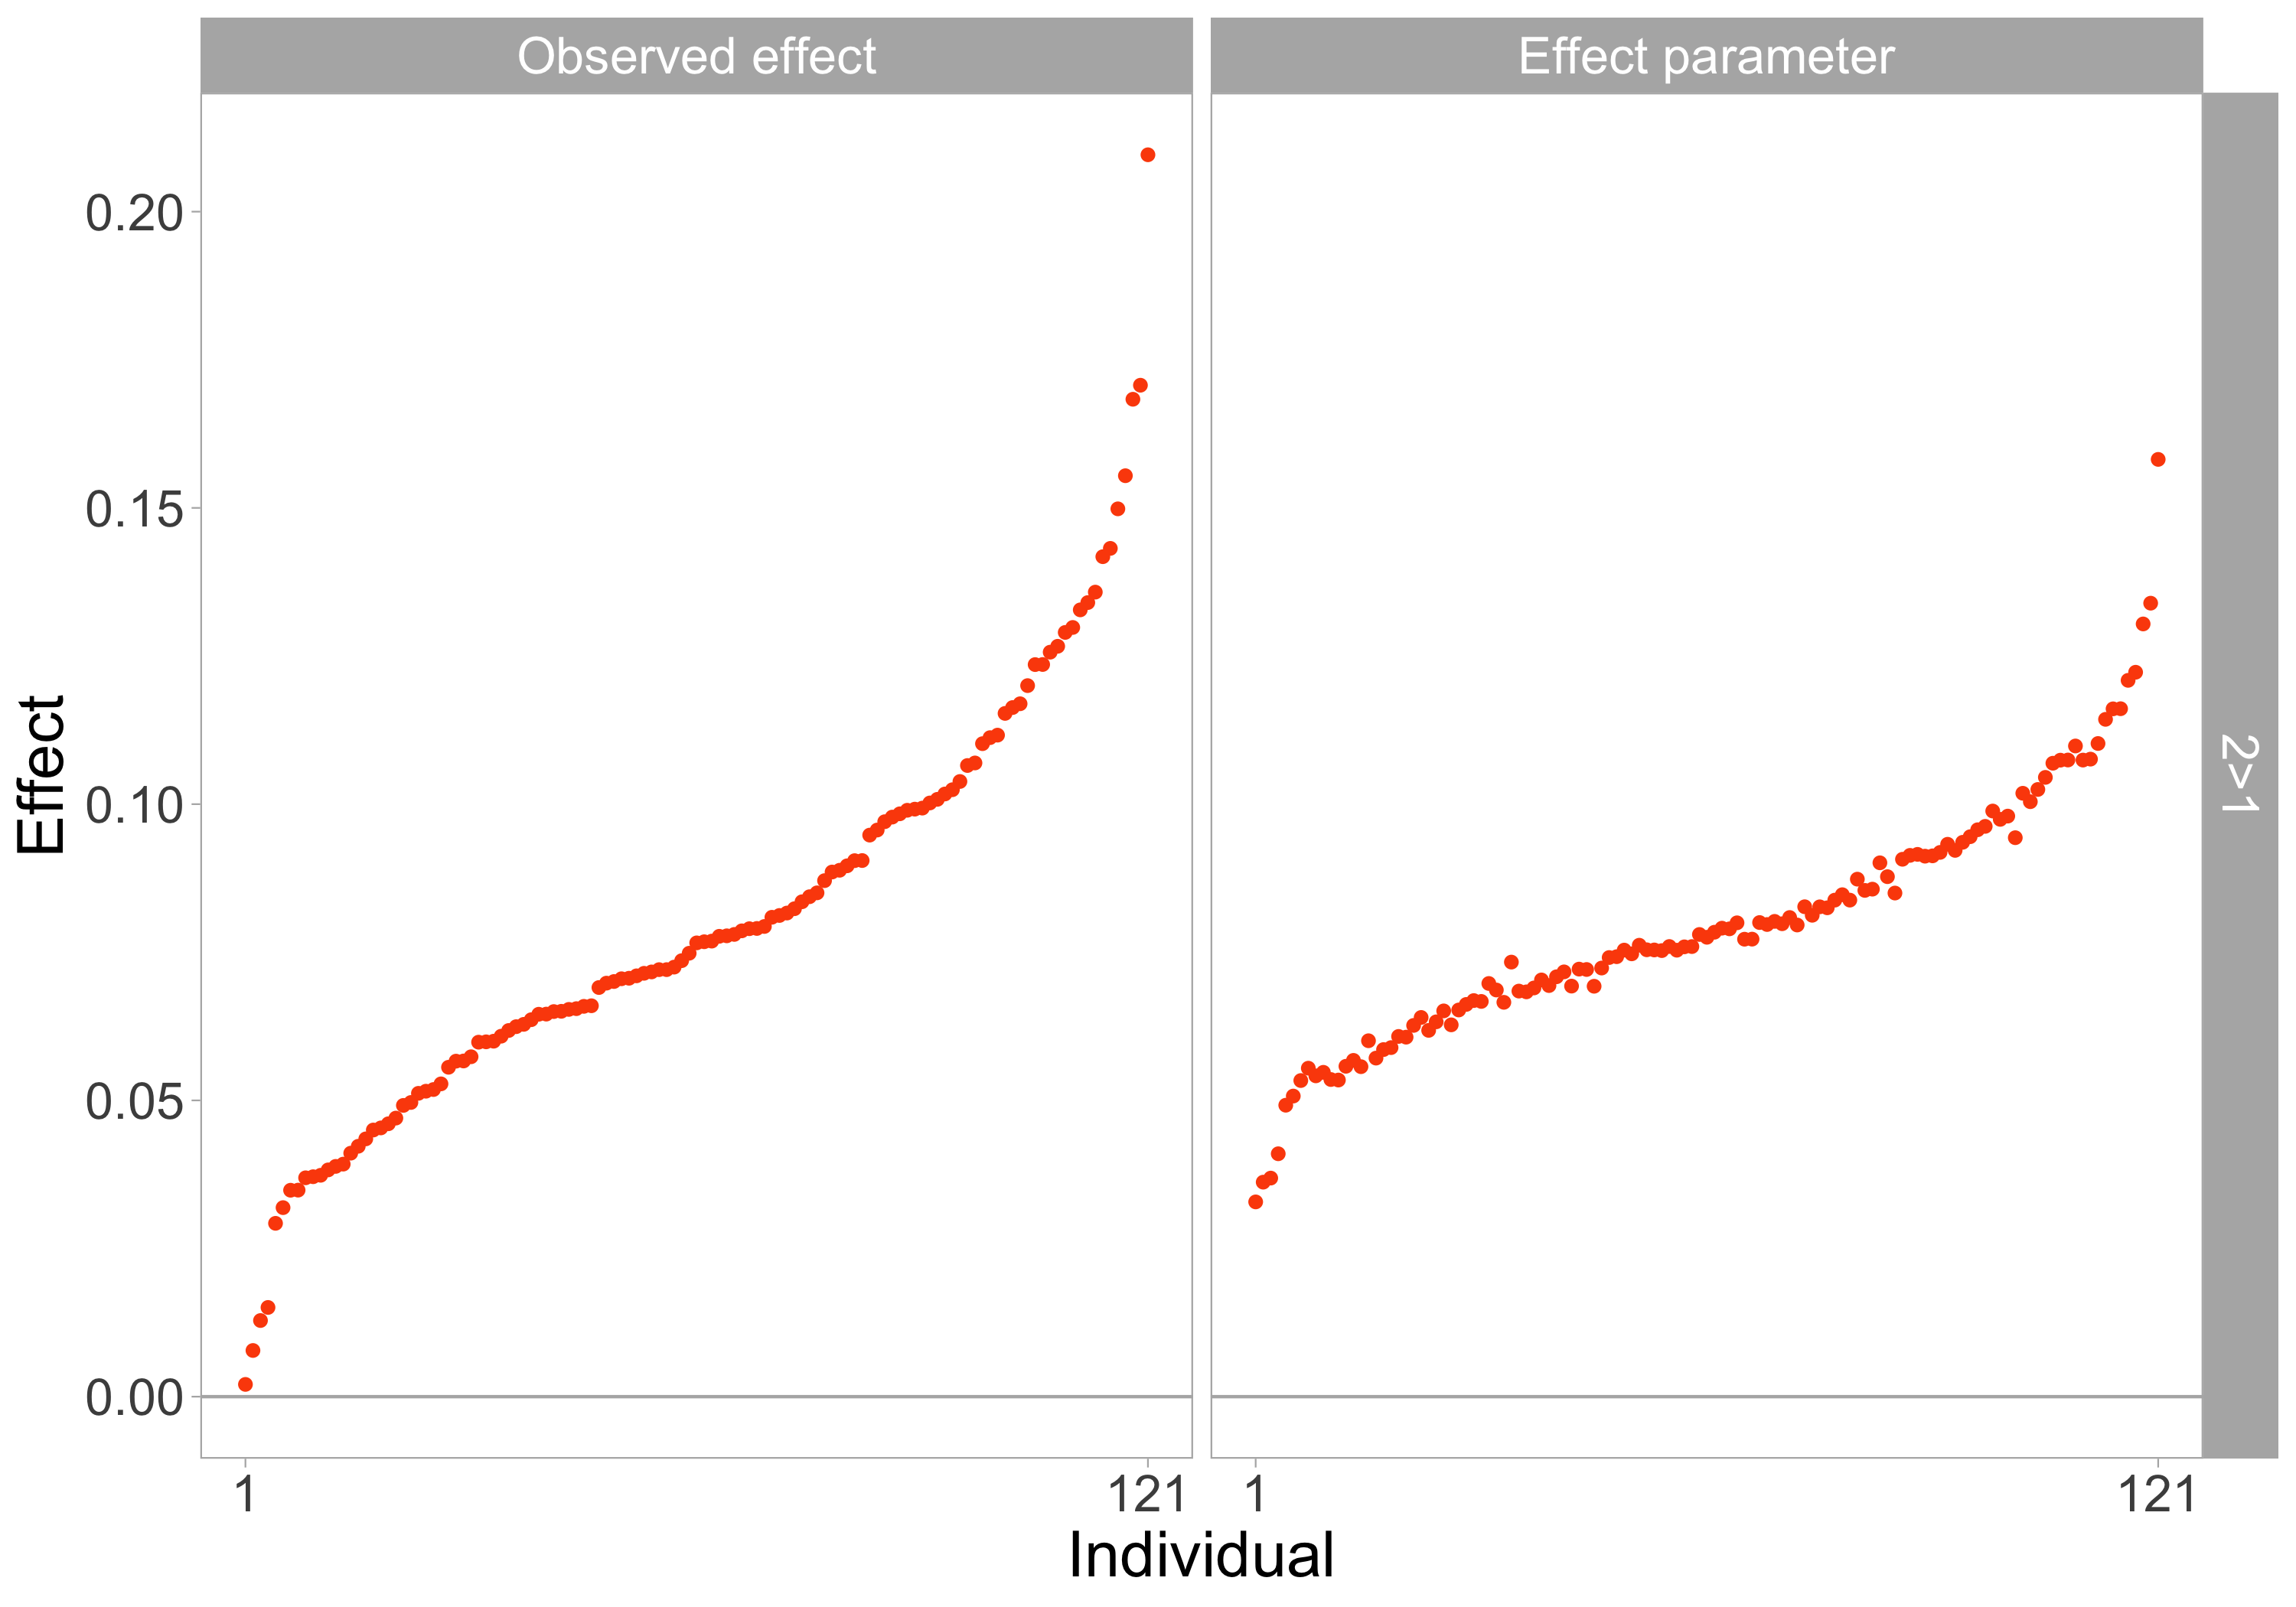 Observed effect
Effect parameter
0.20
0.15
0.10
0.05
0.00
Effect
2<1
1
121
1
121
Individual